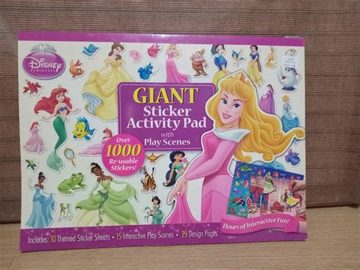 Disney
PRINCESS
GIANT
Sticker
Activity Pad
with
Play Scenes
Over
1000
Re-usable
Stickers!
Hours of Interactive Fun!
Includes: 10 Themed Sticker Sheets • 15 Interactive Play Scenes • 25 Design Pages